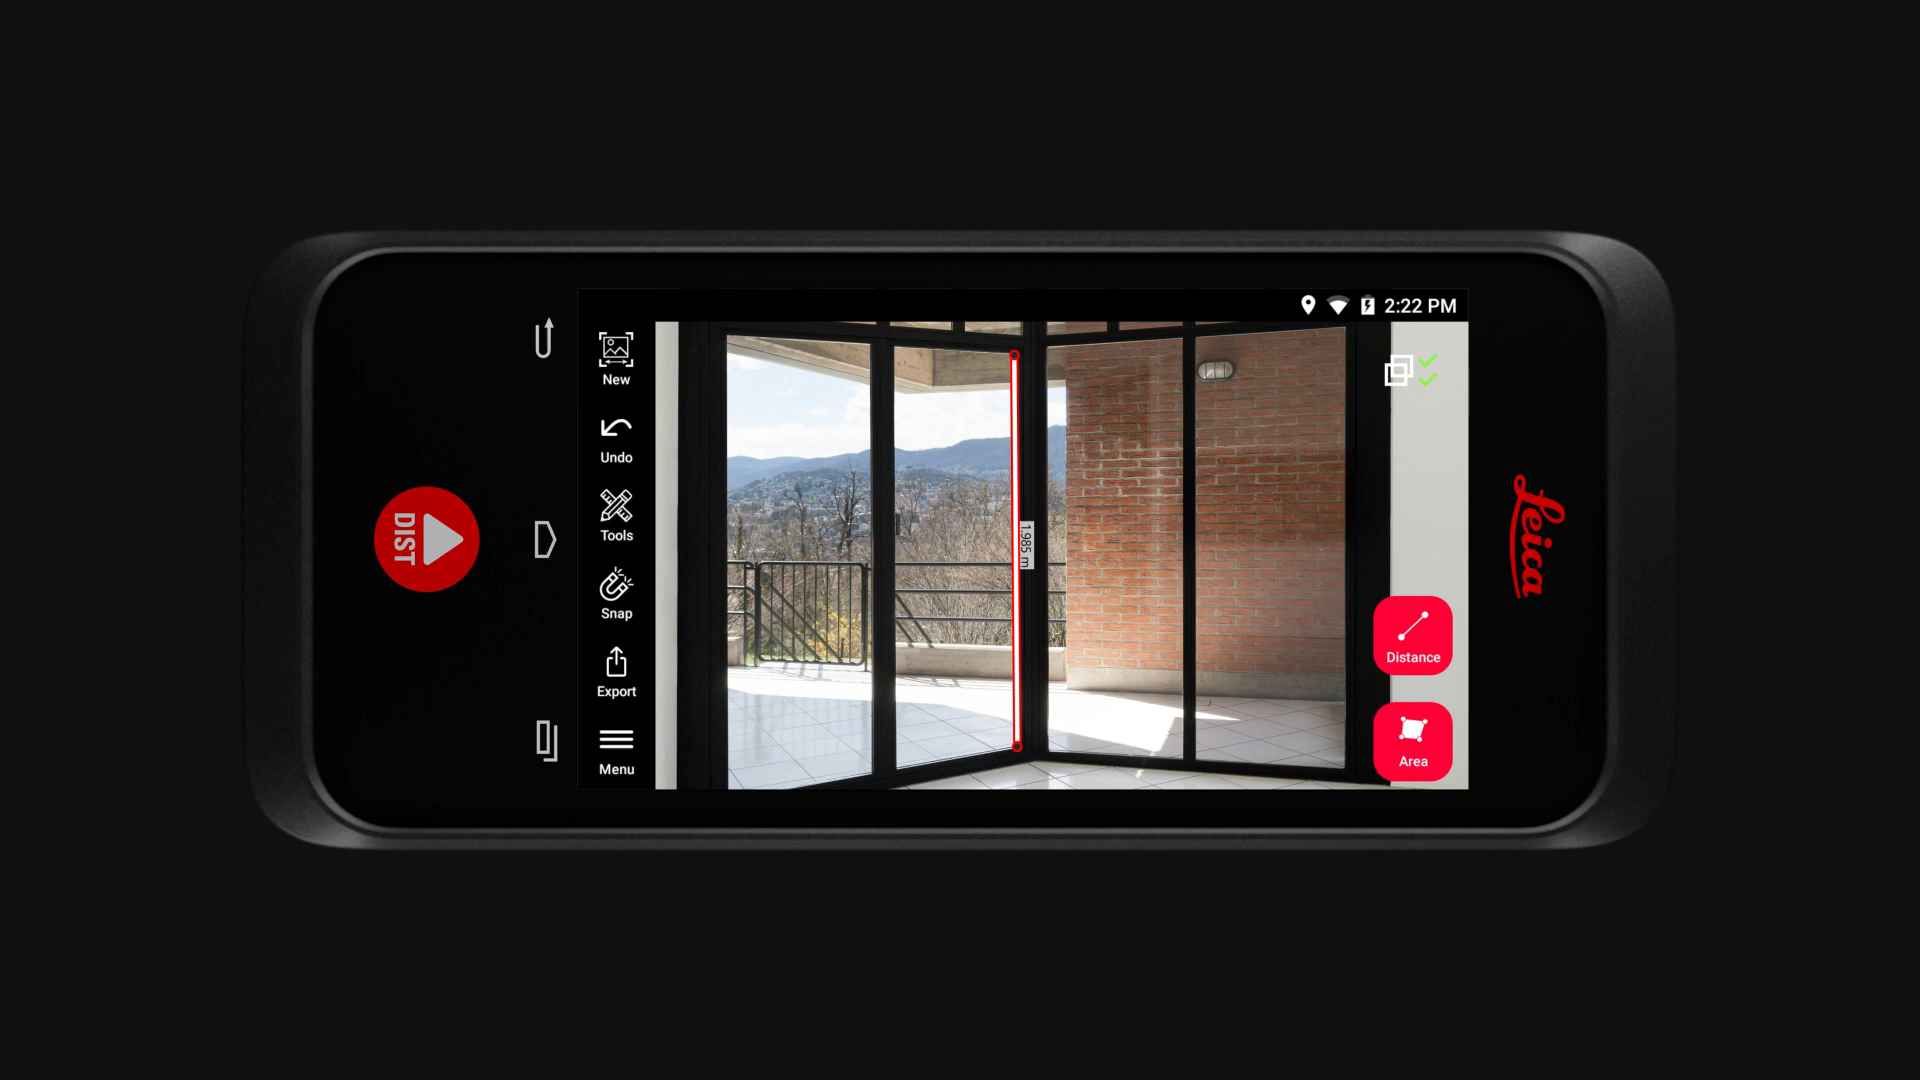 2:22 PM
New
Undo
Tools
Snap
Export
Menu
DIST
1.985 m
Distance
Area
Leica